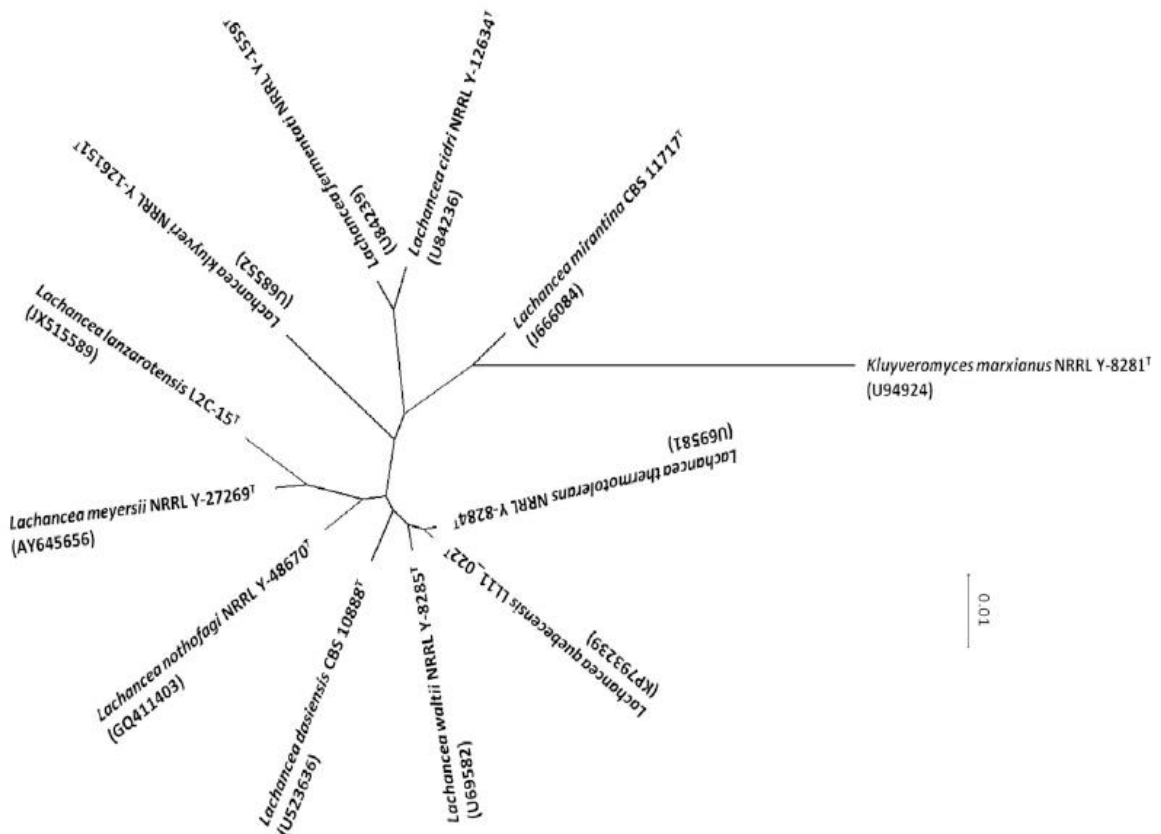 Lachancea fermentati NRRL Y-1559ᵀ
(U84239)
Lachancea cidri NRRL Y-12634ᵀ
(U84236)
Lachancea kluyveri NRRL Y-126151ᵀ
(U68552)
Lachancea mirantina CBS 11717ᵀ
(J666084)
Lachancea lanzarotensis L2C-15ᵀ
(JX515589)
Kluyveromyces marxianus NRRL Y-8281ᵀ
(U94924)
Lachancea thermotolerans NRRL Y-8284ᵀ
(U69581)
Lachancea meyersii NRRL Y-27269ᵀ
(AY645656)
Lachancea quebecensis LL11_022ᵀ
(KP793239)
Lachancea nothofagi NRRL Y-48670ᵀ
(GQ411403)
Lachancea dasiensis CBS 10888ᵀ
(U523636)
Lachancea waltii NRRL Y-8285ᵀ
(U69582)
0.01